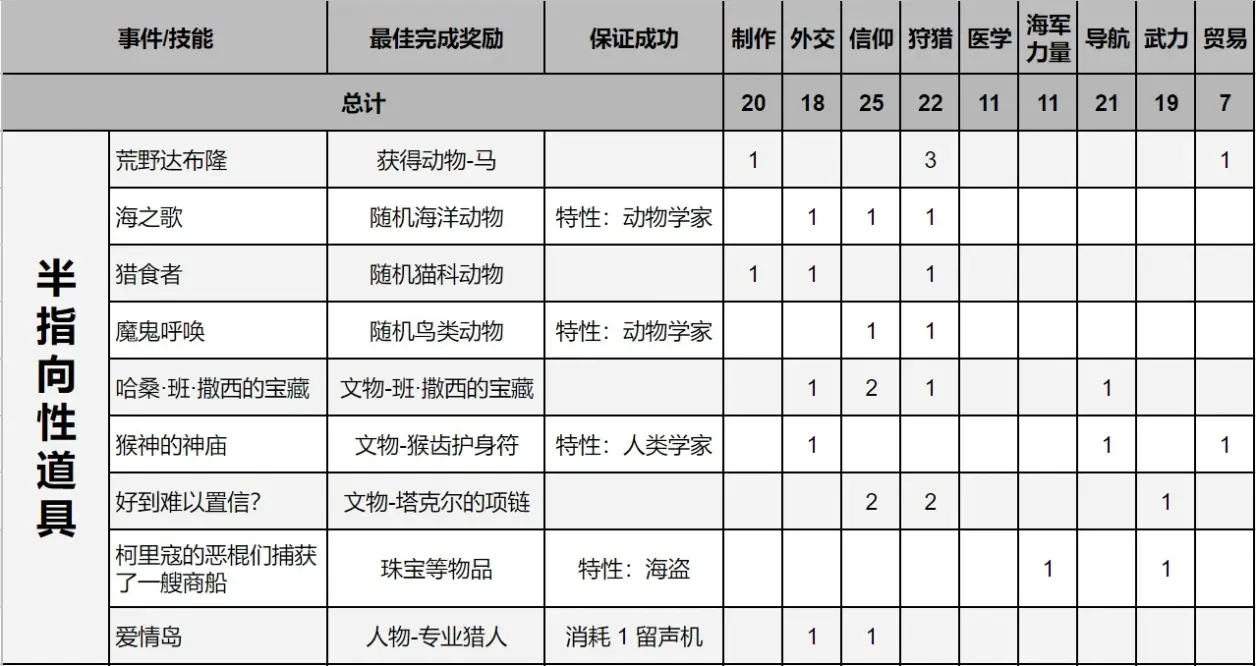 事件/技能 最佳完成奖励 保证成功 制作 外交 信仰 狩猎 医学 海军力量 导航 武力 贸易
总计 20 18 25 22 11 11 21 19 7
半指向性道具
荒野达布隆 获得动物-马 1 3 1
海之歌 随机海洋动物 特性：动物学家 1 1 1
猎食者 随机猫科动物 1 1 1
魔鬼呼唤 随机鸟类动物 特性：动物学家 1 1
哈桑·班·撒西的宝藏 文物-班·撒西的宝藏 1 2 1 1
猴神的神庙 文物-猴齿护身符 特性：人类学家 1 1 1
好到难以置信？ 文物-塔克尔的项链 2 2 1
柯里寇的恶棍们捕获
了一艘商船 珠宝等物品 特性：海盗 1 1
爱情岛 人物-专业猎人 消耗 1 留声机 1 1